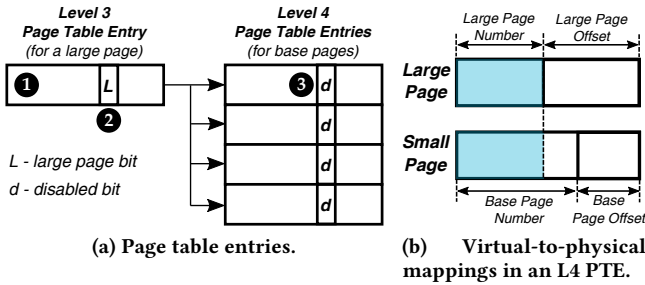 Level 3
Page Table Entry
(for a large page)
1
L
2
L - large page bit
d - disabled bit
Level 4
Page Table Entries
(for base pages)
3
d
d
d
d
(a) Page table entries.
Large Page
Number
Large Page
Offset
Large
Page
Small
Page
Base Page
Number
Base
Page Offset
(b) Virtual-to-physical
mappings in an L4 PTE.